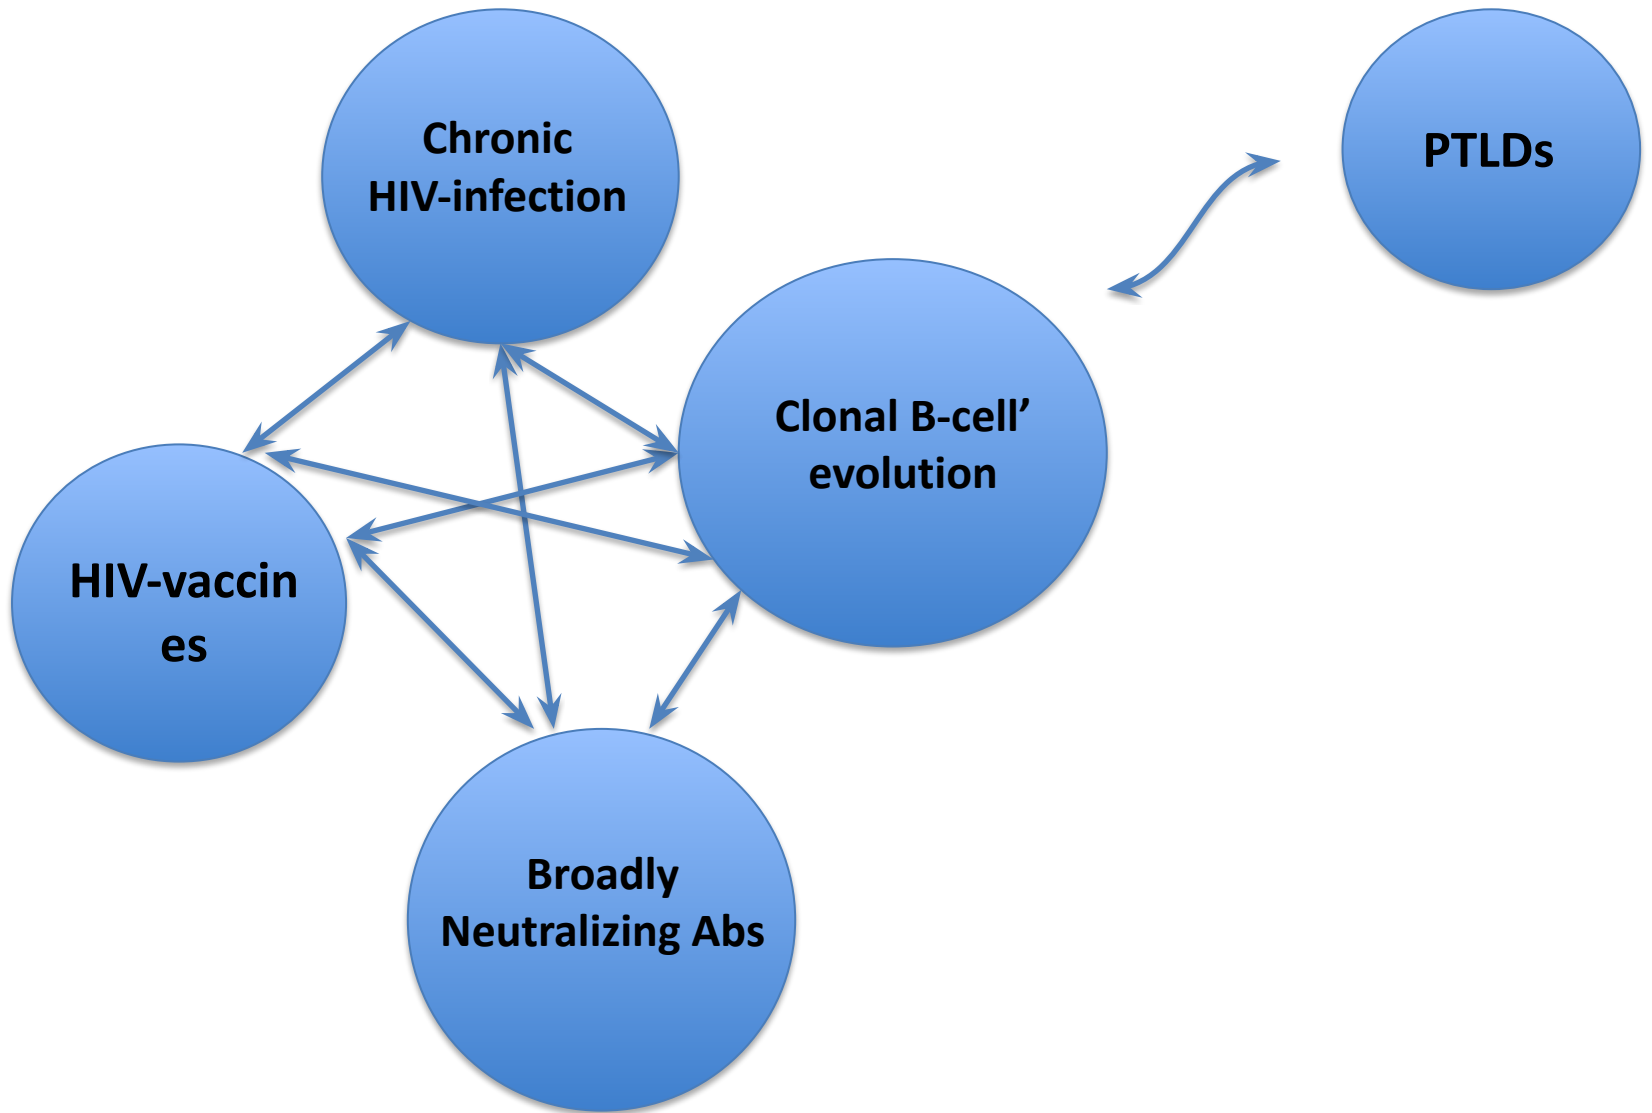 Chronic
HIV-infection
PTLDs
Clonal B-cell’
evolution
HIV-vaccin
es
Broadly
Neutralizing Abs